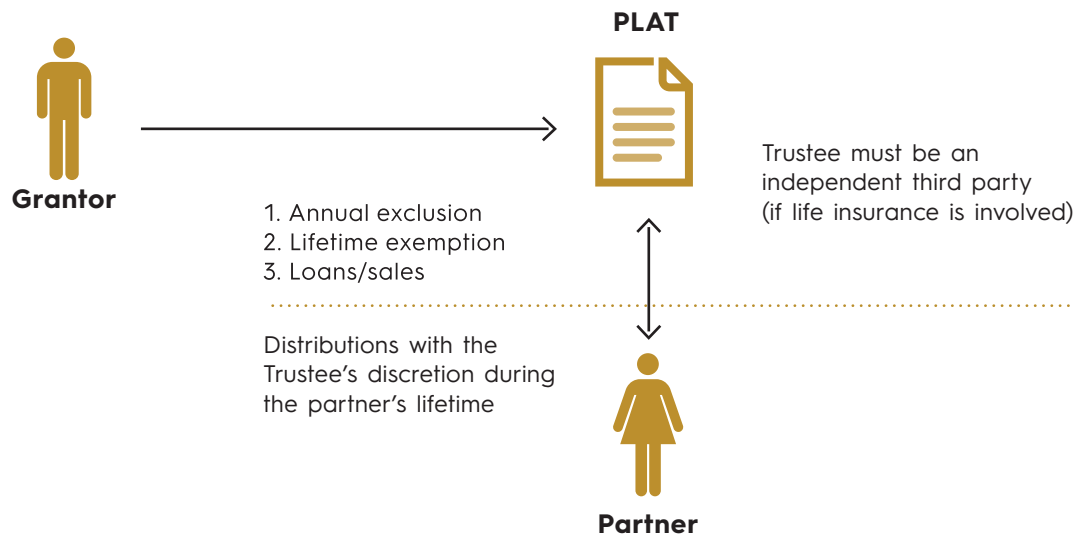 PLAT
Grantor
Trustee must be an
independent third party
(if life insurance is involved)
1. Annual exclusion
2. Lifetime exemption
3. Loans/sales
Distributions with the
Trustee's discretion during
the partner's lifetime
Partner